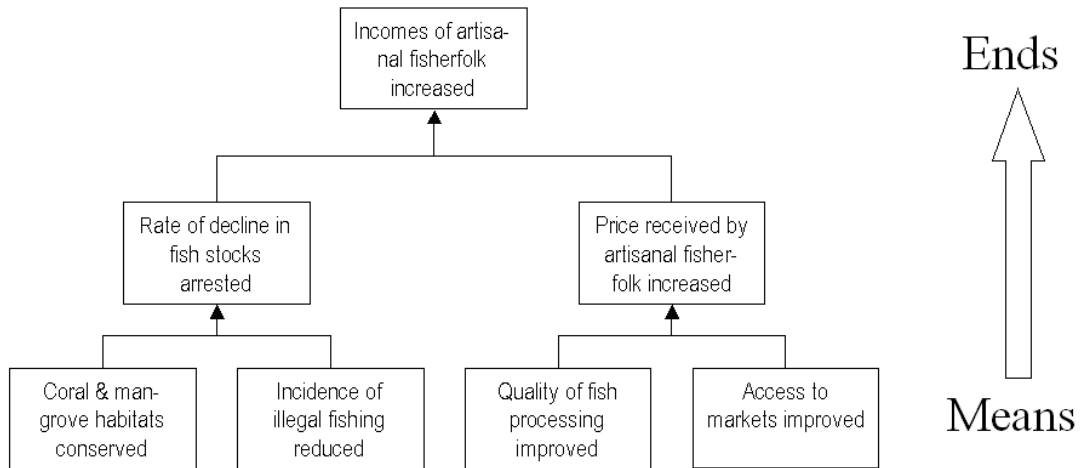 Incomes of artisa-
nal fisherfolk
increased
Ends
Rate of decline in
fish stocks
arrested
Price received by
artisanal fisher-
folk increased
Coral & man-
grove habitats
conserved
Incidence of
illegal fishing
reduced
Quality of fish
processing
improved
Access to
markets improved
Means